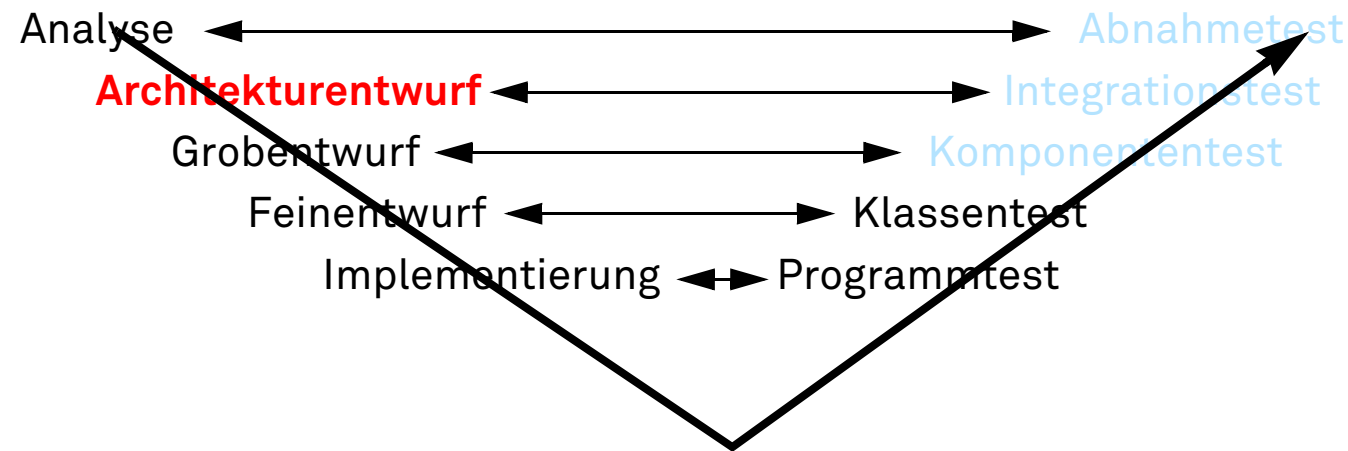 Analyse Abnahmetest
Architekturentwurf Integrationstest
Grobentwurf Komponententest
Feinentwurf Klassentest
Implementierung Programmtest